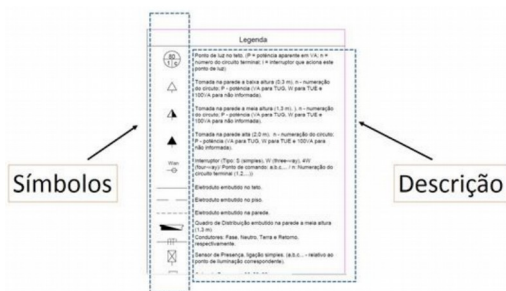 Legenda
80
1 c
Ponto de luz no teto. (P = potência aparente em VA; n =
número do circuito terminal; i = interruptor que aciona este
ponto de luz)
Tomada na parede a baixa altura (0,3 m). n - numeração
do circuito; P - potência (VA para TUG, W para TUE e
100VA para não informada).
Tomada na parede a meia altura (1,3 m). ). n - numeração
do circuito; P - potência (VA para TUG, W para TUE e
100VA para não informada).
Tomada na parede alta (2,0 m). n - numeração do circuito;
P - potência (VA para TUG, W para TUE e 100VA para
não informada).
Interruptor (Tipo: S (simples), W (three-way), 4W
(four-way)/ Ponto de comando: a,b,c,... / n: Numeração do
circuito terminal (1,2,...))
Símbolos
Descrição
Eletroduto embutido no teto.
Eletroduto embutido no piso.
Eletroduto embutido na parede.
Quadro de Distribuição embutido na parede a meia altura
(1,3 m)
Condutores: Fase, Neutro, Terra e Retorno,
respectivamente.
Sensor de Presença, ligação simples. (a,b,c... - relativo ao
ponto de iluminação correspondente).